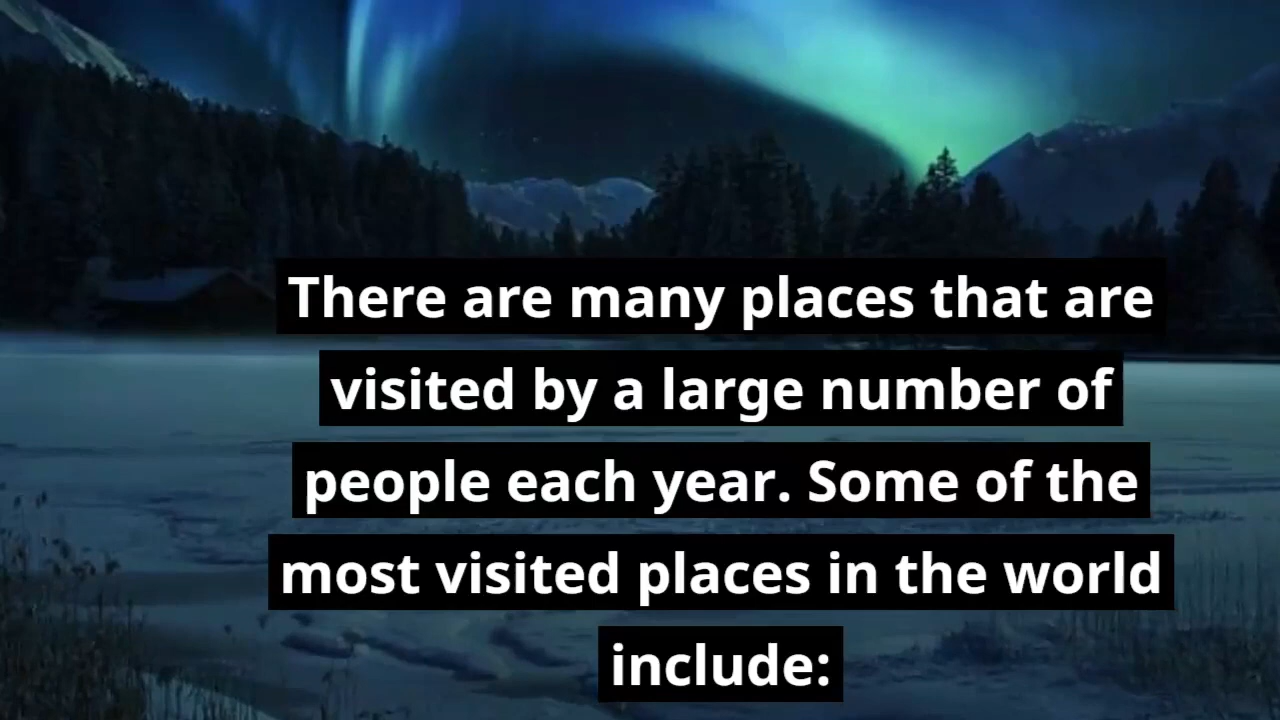 There are many places that are
visited by a large number of
people each year. Some of the
most visited places in the world
include: